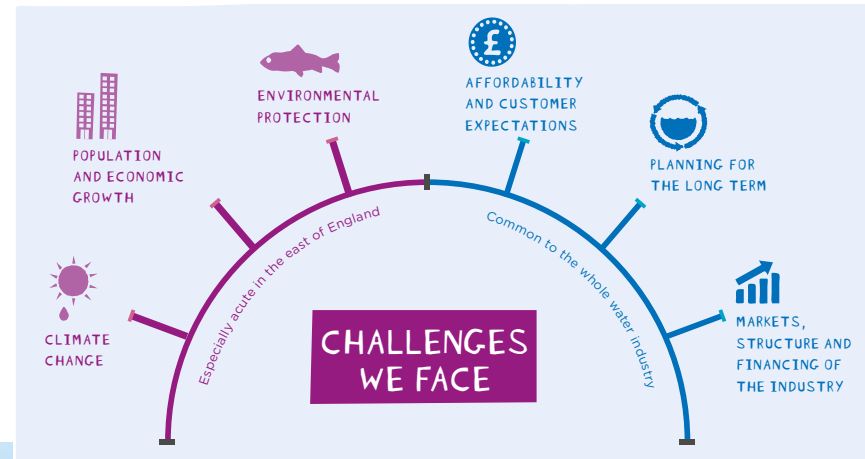 £
AFFORDABILITY
AND CUSTOMER
EXPECTATIONS
ENVIRONMENTAL
PROTECTION
POPULATION
AND ECONOMIC
GROWTH
PLANNING FOR
THE LONG TERM
CLIMATE
CHANGE
MARKETS,
STRUCTURE AND
FINANCING OF
THE INDUSTRY
Especially acute in the east of England
Common to the whole water industry
CHALLENGES
WE FACE